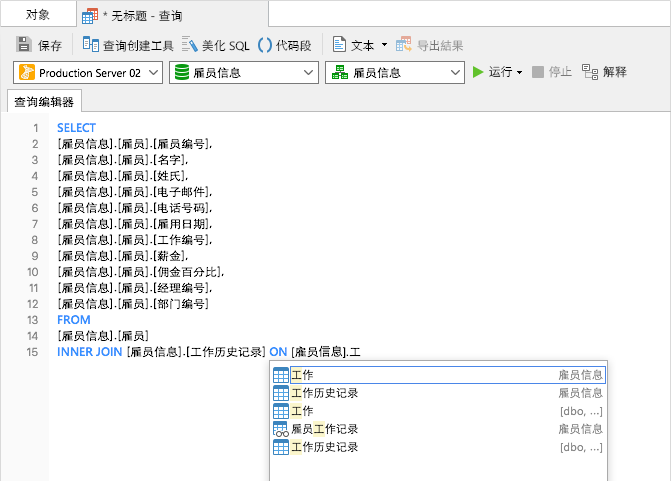 对象
* 无标题 - 查询
保存 查询创建工具 美化 SQL 代码段 文本 导出結果
Production Server 02 雇员信息 雇员信息 运行 停止 解释
查询编辑器
1 SELECT
2 [雇员信息].[雇员].[雇员编号],
3 [雇员信息].[雇员].[名字],
4 [雇员信息].[雇员].[姓氏],
5 [雇员信息].[雇员].[电子邮件],
6 [雇员信息].[雇员].[电话号码],
7 [雇员信息].[雇员].[雇用日期],
8 [雇员信息].[雇员].[工作编号],
9 [雇员信息].[雇员].[薪金],
10 [雇员信息].[雇员].[佣金百分比],
11 [雇员信息].[雇员].[经理编号],
12 [雇员信息].[雇员].[部门编号]
13 FROM
14 [雇员信息].[雇员]
15 INNER JOIN [雇员信息].[工作历史记录] ON [雇员信息].工
工作 雇员信息
工作历史记录 雇员信息
工作 [dbo, ...]
雇员工作记录 雇员信息
工作历史记录 [dbo, ...]